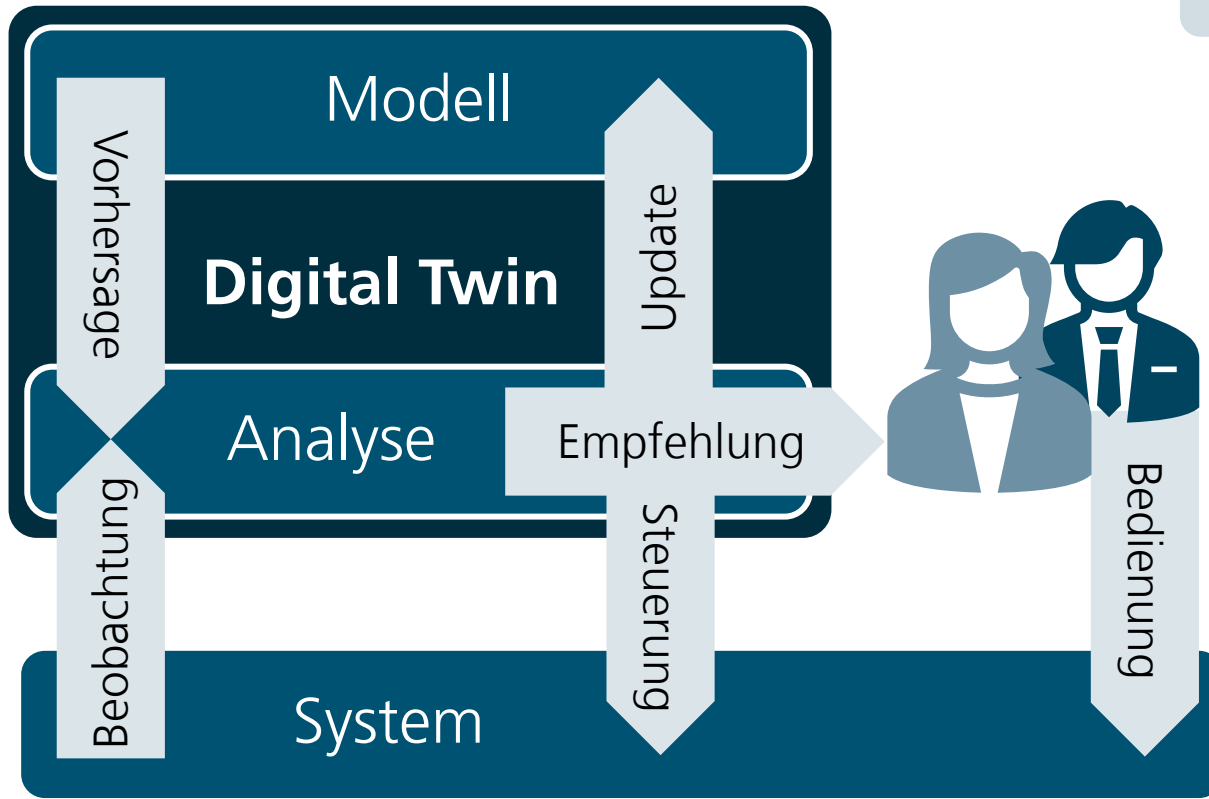 Modell
Vorhersage
Update
Digital Twin
Analyse
Empfehlung
Beobachtung
Steuerung
Bedienung
System